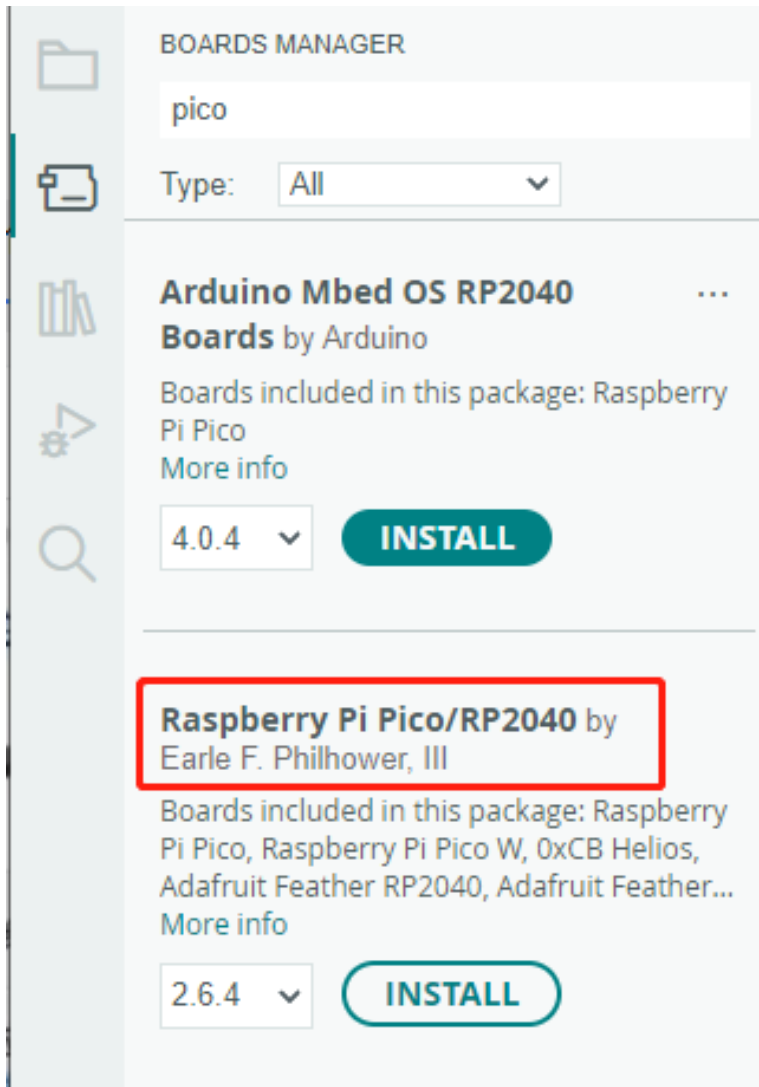 BOARDS MANAGER
pico
Type: All
Arduino Mbed OS RP2040
Boards by Arduino
Boards included in this package: Raspberry
Pi Pico
More info
4.0.4 INSTALL
Raspberry Pi Pico/RP2040 by
Earle F. Philhower, III
Boards included in this package: Raspberry
Pi Pico, Raspberry Pi Pico W, 0xCB Helios,
Adafruit Feather RP2040, Adafruit Feather...
More info
2.6.4 INSTALL